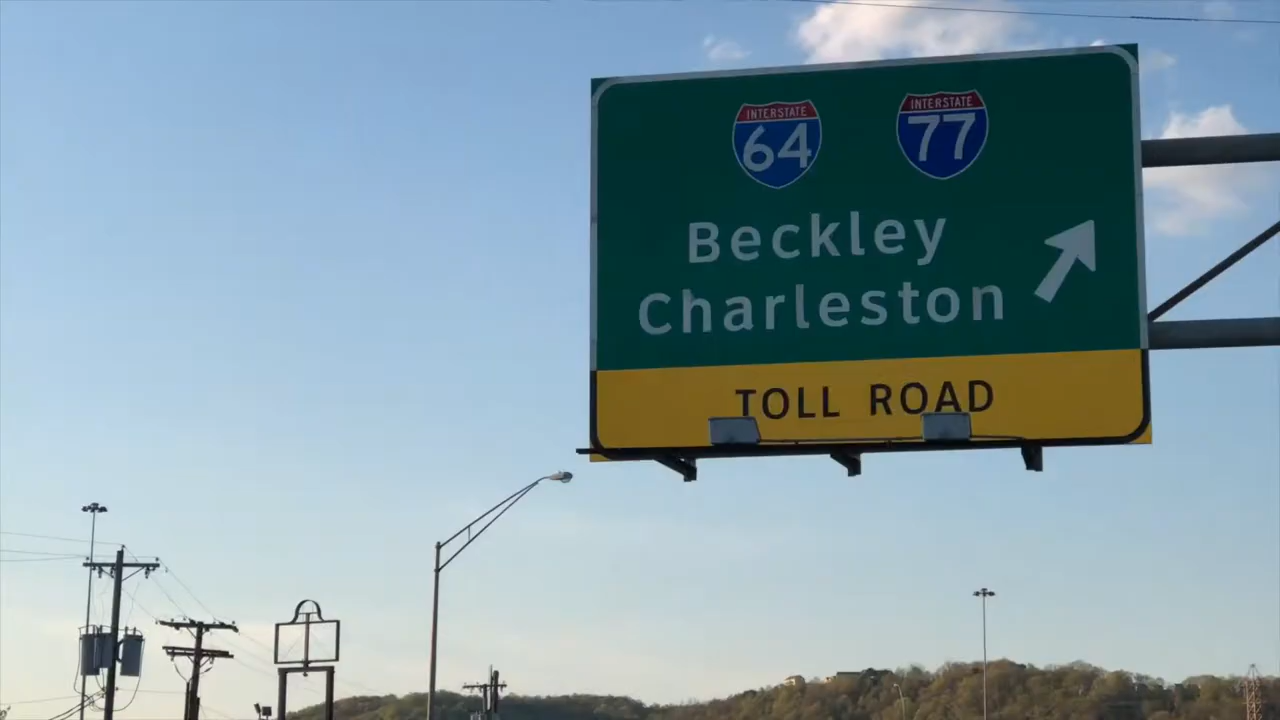 INTERSTATE INTERSTATE
64 77
Beckley
Charleston
TOLL ROAD